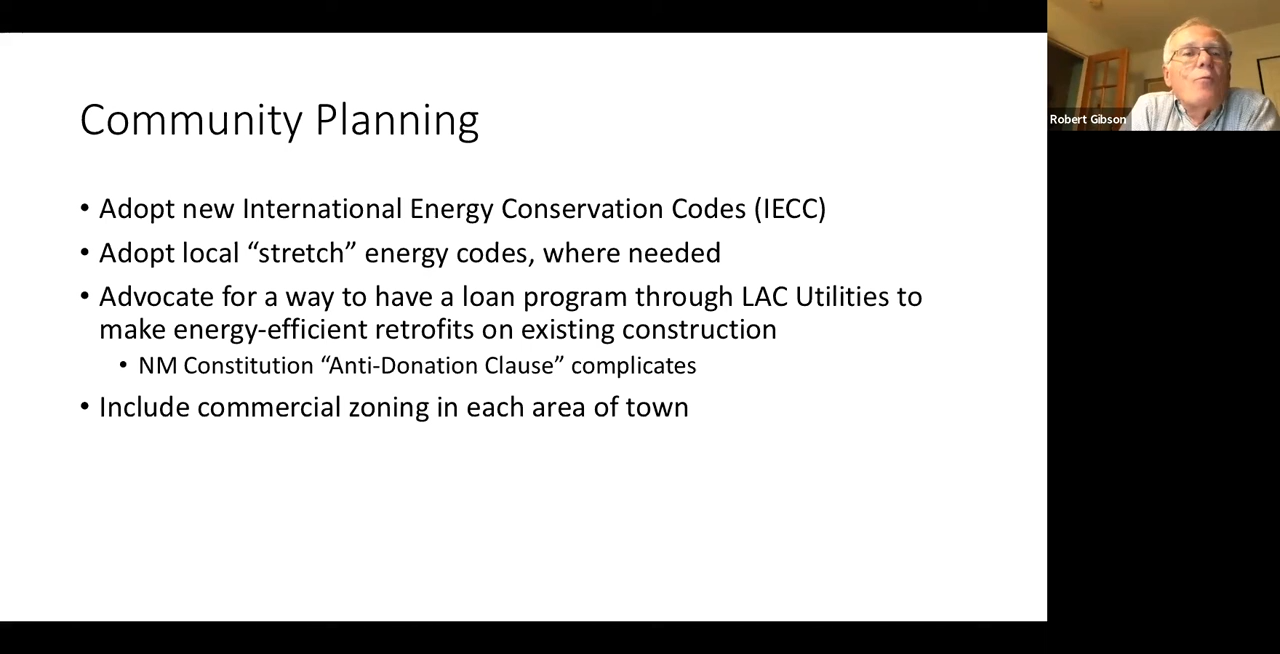 Community Planning
• Adopt new International Energy Conservation Codes (IECC)
• Adopt local “stretch” energy codes, where needed
• Advocate for a way to have a loan program through LAC Utilities to
make energy-efficient retrofits on existing construction
• NM Constitution “Anti-Donation Clause” complicates
• Include commercial zoning in each area of town
Robert Gibson